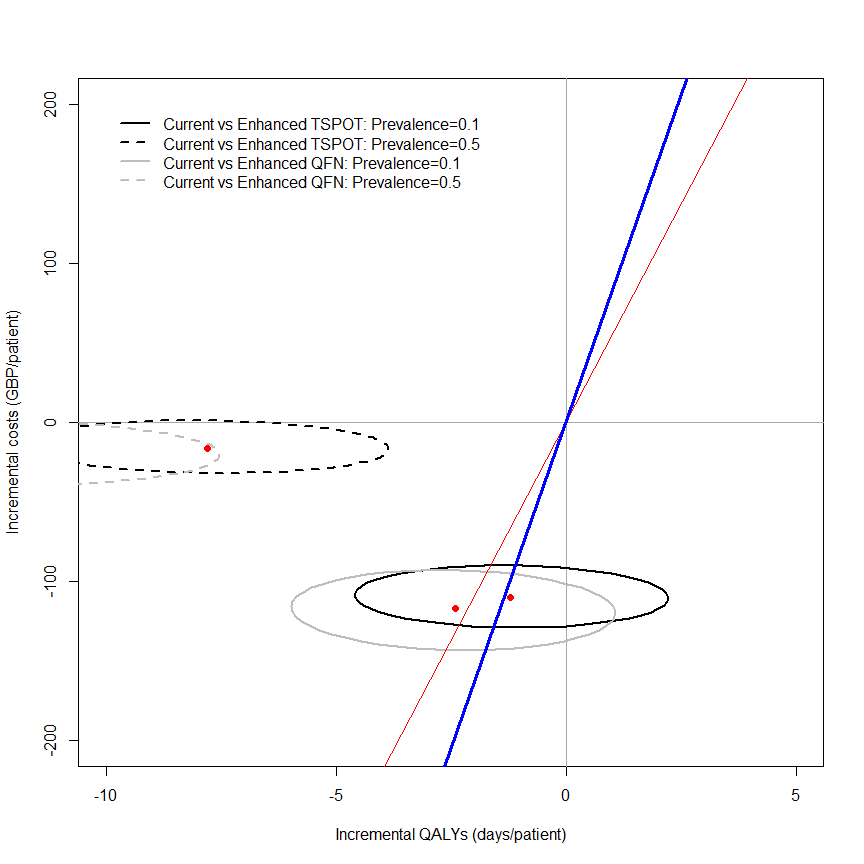 200
100
0
-100
-200
Incremental costs (GBP/patient)
Current vs Enhanced TSPOT: Prevalence=0.1
Current vs Enhanced TSPOT: Prevalence=0.5
Current vs Enhanced QFN: Prevalence=0.1
Current vs Enhanced QFN: Prevalence=0.5
-10
-5
0
5
Incremental QALYs (days/patient)